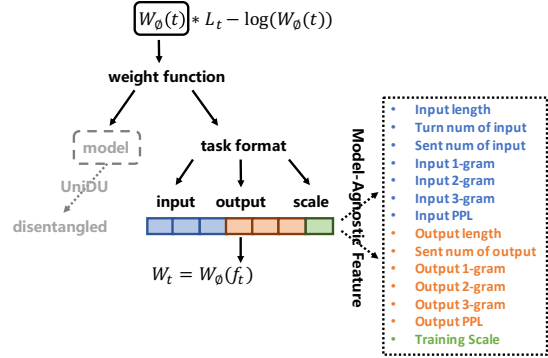 W∅(t) * Lt − log(W∅(t))
weight function
model
task format
UniDU
input output scale
disentangled
Wt = W∅(ft)
Model-Agnostic Feature
• Input length
• Turn num of input
• Sent num of input
• Input 1-gram
• Input 2-gram
• Input 3-gram
• Input PPL
• Output length
• Sent num of output
• Output 1-gram
• Output 2-gram
• Output 3-gram
• Output PPL
• Training Scale